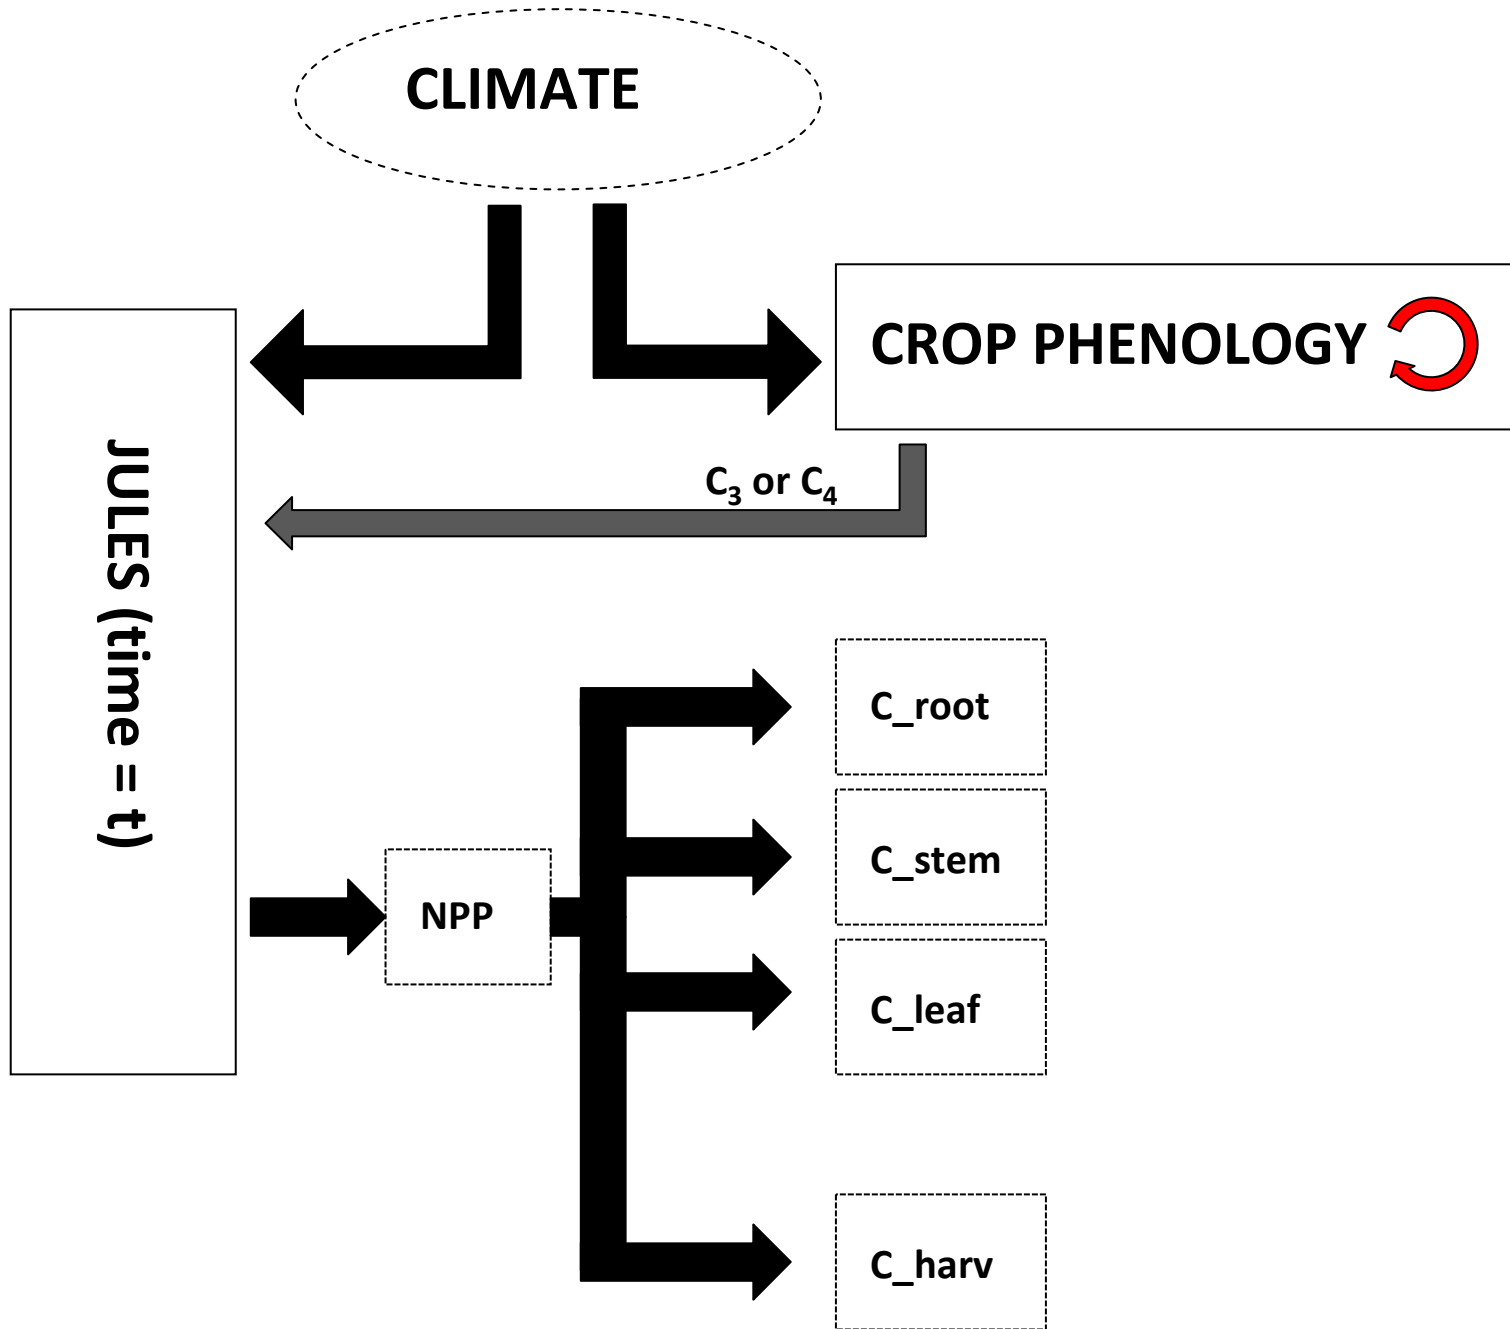 CLIMATE
CROP PHENOLOGY
JULES (time = t)
C₃ or C₄
C_root
C_stem
NPP
C_leaf
C_harv